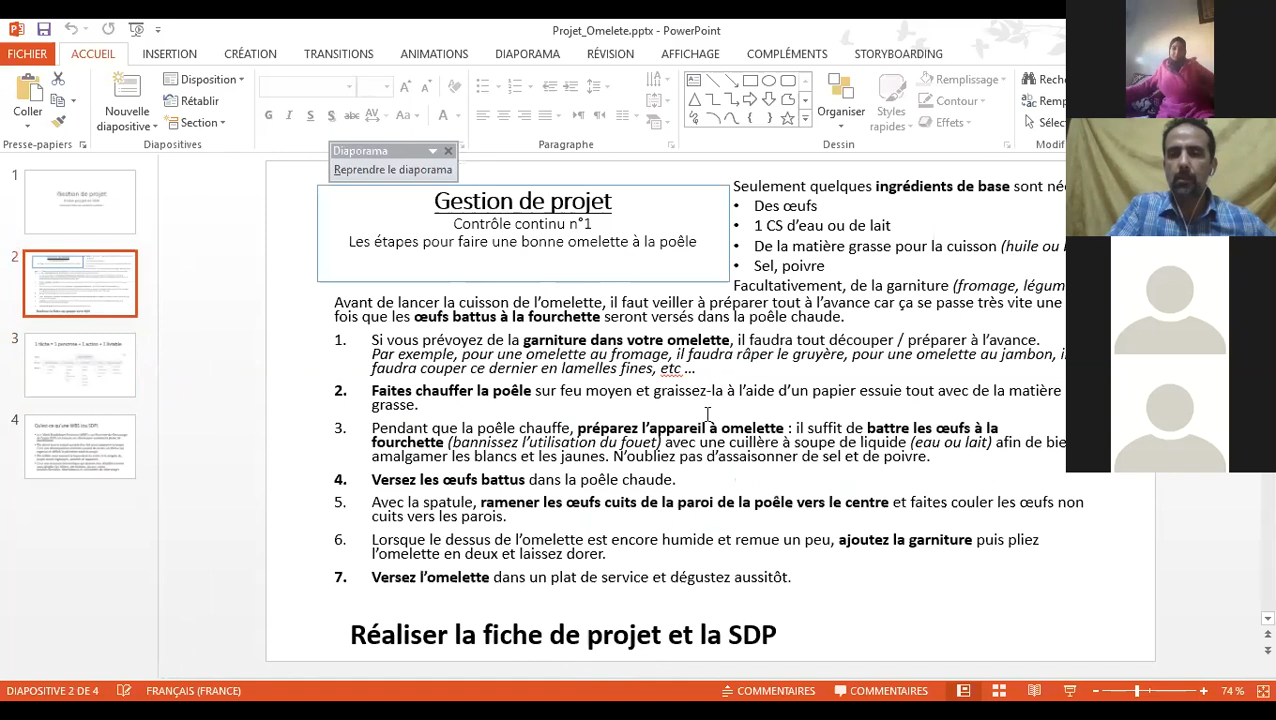 Projet_Omelete.pptx - PowerPoint
FICHIER ACCUEIL INSERTION CRÉATION TRANSITIONS ANIMATIONS DIAPORAMA RÉVISION AFFICHAGE COMPLÉMENTS STORYBOARDING
Coller
Nouvelle
diapositive
Disposition
Rétablir
Section
Organiser
Styles
rapides
Remplissage
Contour
Effets
Reche
Remp
Sélec
Presse-papiers
Diapositives
Paragraphe
Dessin
Diaporama
Reprendre le diaporama
1
2
3
4
Gestion de projet
Contrôle continu n°1
Les étapes pour faire une bonne omelette à la poêle
Seulement quelques ingrédients de base sont néc
• Des œufs
• 1 CS d'eau ou de lait
• De la matière grasse pour la cuisson (huile ou
• Sel, poivre
Facultativement, de la garniture (fromage, légum
Avant de lancer la cuisson de l'omelette, il faut veiller à préparer tout à l'avance car ça se passe très vite une
fois que les œufs battus à la fourchette seront versés dans la poêle chaude.
1. Si vous prévoyez de la garniture dans votre omelette, il faudra tout découper / préparer à l'avance.
Par exemple, pour une omelette au fromage, il faudra râper le gruyère, pour une omelette au jambon, il
faudra couper ce dernier en lamelles fines, etc ...
2. Faites chauffer la poêle sur feu moyen et graissez-la à l'aide d'un papier essuie tout avec de la matière
grasse.
3. Pendant que la poêle chauffe, préparez l'appareil à omelette : il suffit de battre les œufs à la
fourchette (bannissez l'utilisation du fouet) avec une cuillère à soupe de liquide (eau ou lait) afin de bie
amalgamer les blancs et les jaunes. N'oubliez pas d'assaisonner de sel et de poivre.
4. Versez les œufs battus dans la poêle chaude.
5. Avec la spatule, ramener les œufs cuits de la paroi de la poêle vers le centre et faites couler les œufs non
cuits vers les parois.
6. Lorsque le dessus de l'omelette est encore humide et remue un peu, ajoutez la garniture puis pliez
l'omelette en deux et laissez dorer.
7. Versez l'omelette dans un plat de service et dégustez aussitôt.
Réaliser la fiche de projet et la SDP
DIAPOSITIVE 2 DE 4 FRANÇAIS (FRANCE) COMMENTAIRES COMMENTAIRES 74 %